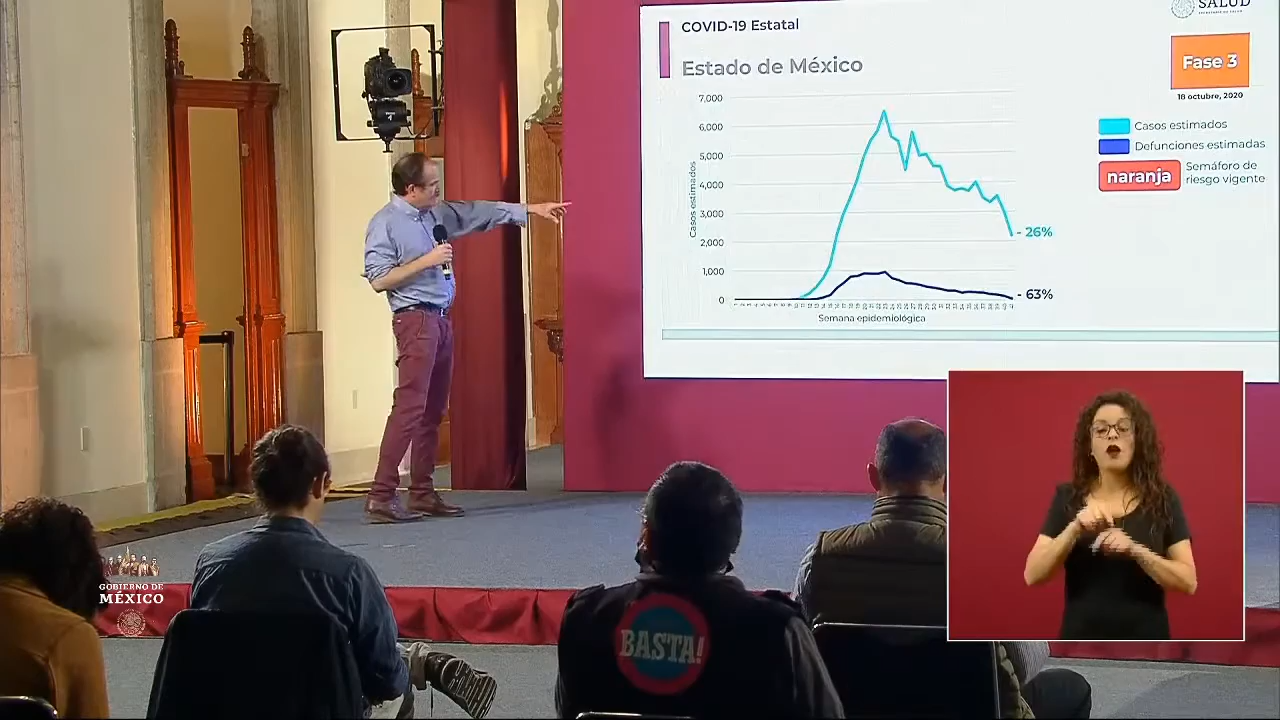 COVID-19 Estatal
SALUD
Estado de México
Fase 3
18 octubre, 2020
7,000
6,000
5,000
4,000
3,000
2,000
1,000
0
Casos estimados
Semana epidemiológica
- 26%
- 63%
Casos estimados
Defunciones estimadas
naranja
Semáforo de
riesgo vigente
GOBIERNO DE
MÉXICO
BASTA!